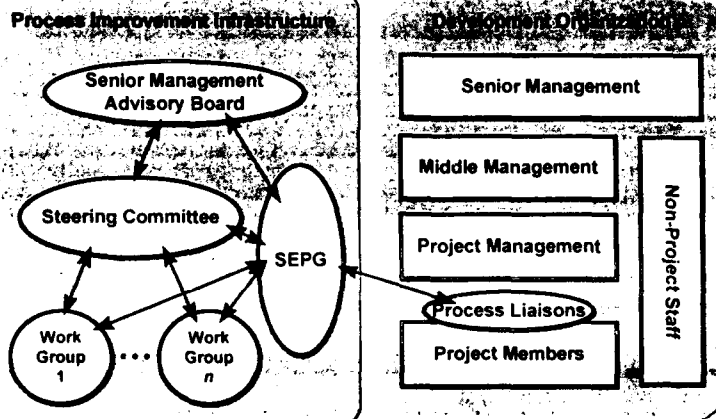 Process Improvement Infrastructure
Development Organization
Senior Management
Advisory Board
Steering Committee
SEPG
Work
Group
1
Work
Group
n
Senior Management
Middle Management
Project Management
Process Liaisons
Project Members
Non-Project Staff